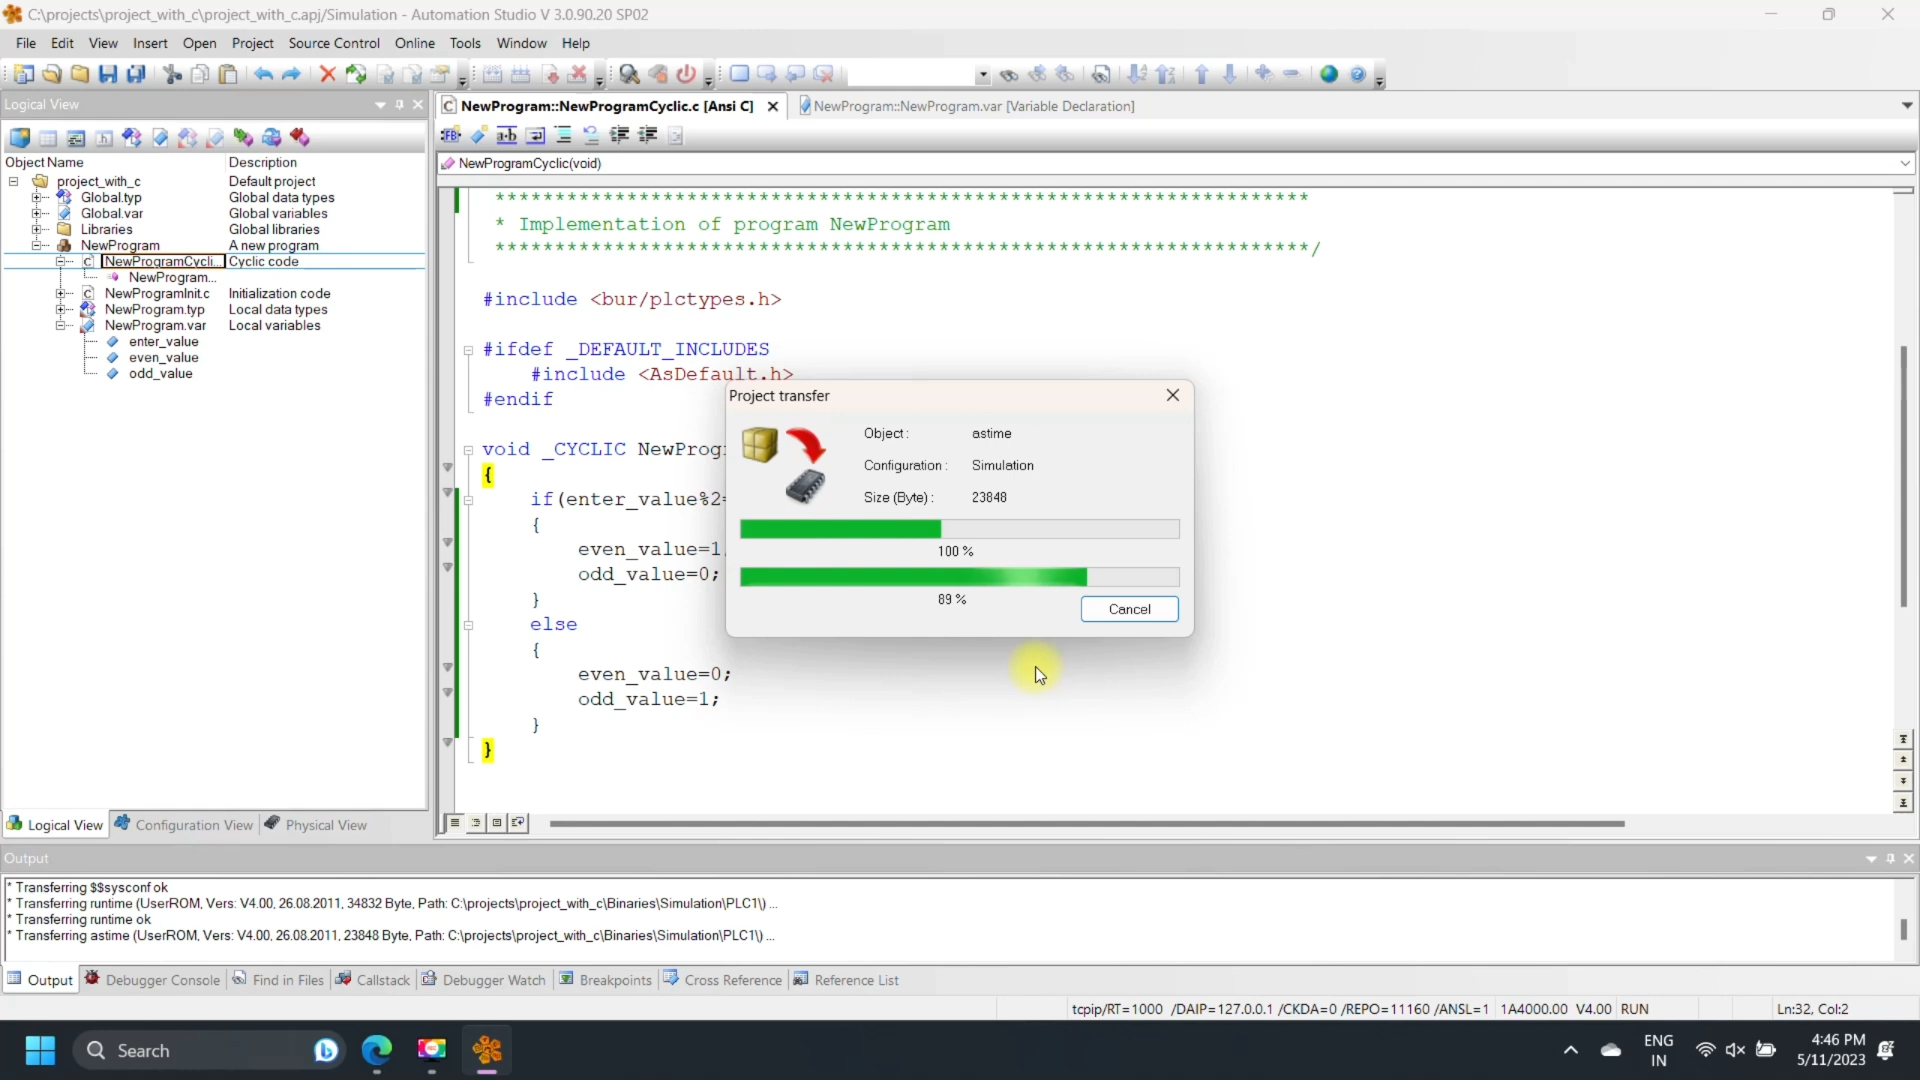 C:\projects\project_with_c\project_with_c.apj/Simulation - Automation Studio V 3.0.90.20 SP02
File Edit View Insert Open Project Source Control Online Tools Window Help
Logical View
NewProgram::NewProgramCyclic.c [Ansi C]
NewProgram::NewProgram.var [Variable Declaration]
NewProgramCyclic(void)
Object Name Description
project_with_c Default project
Global.typ Global data types
Global.var Global variables
Libraries Global libraries
NewProgram A new program
NewProgramCycli... Cyclic code
NewProgram...
NewProgramInit.c Initialization code
NewProgram.typ Local data types
NewProgram.var Local variables
enter_value
even_value
odd_value
Logical View Configuration View Physical View
********************************************************************
* Implementation of program NewProgram
********************************************************************/
#include <bur/plctypes.h>
#ifdef _DEFAULT_INCLUDES
#include <AsDefault.h>
#endif
void _CYCLIC NewProg
{
if(enter_value%2=
{
even_value=1
odd_value=0;
}
else
{
even_value=0;
odd_value=1;
}
}
Project transfer
Object: astime
Configuration: Simulation
Size (Byte): 23848
100 %
89 %
Cancel
Output
* Transferring $$sysconf ok
* Transferring runtime (UserROM, Vers: V4.00, 26.08.2011, 34832 Byte, Path: C:\projects\project_with_c\Binaries\Simulation\PLC1\) ...
* Transferring runtime ok
* Transferring astime (UserROM, Vers: V4.00, 26.08.2011, 23848 Byte, Path: C:\projects\project_with_c\Binaries\Simulation\PLC1\) ...
Output Debugger Console Find in Files Callstack Debugger Watch Breakpoints Cross Reference Reference List
tcpip/RT=1000 /DAIP=127.0.0.1 /CKDA=0 /REPO=11160 /ANSL=1 1A4000.00 V4.00 RUN Ln:32, Col:2
Search
ENG
IN
4:46 PM
5/11/2023